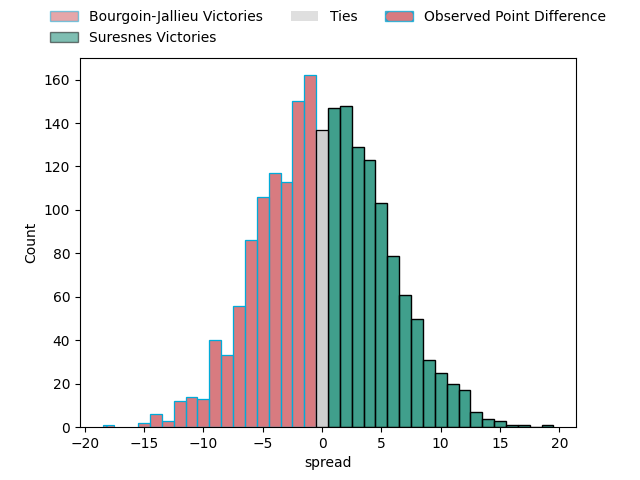 Bourgoin-Jallieu Victories
Ties
Observed Point Difference
Suresnes Victories
160
140
120
100
80
60
40
20
0
Count
−20 −15 −10 −5 0 5 10 15 20
spread